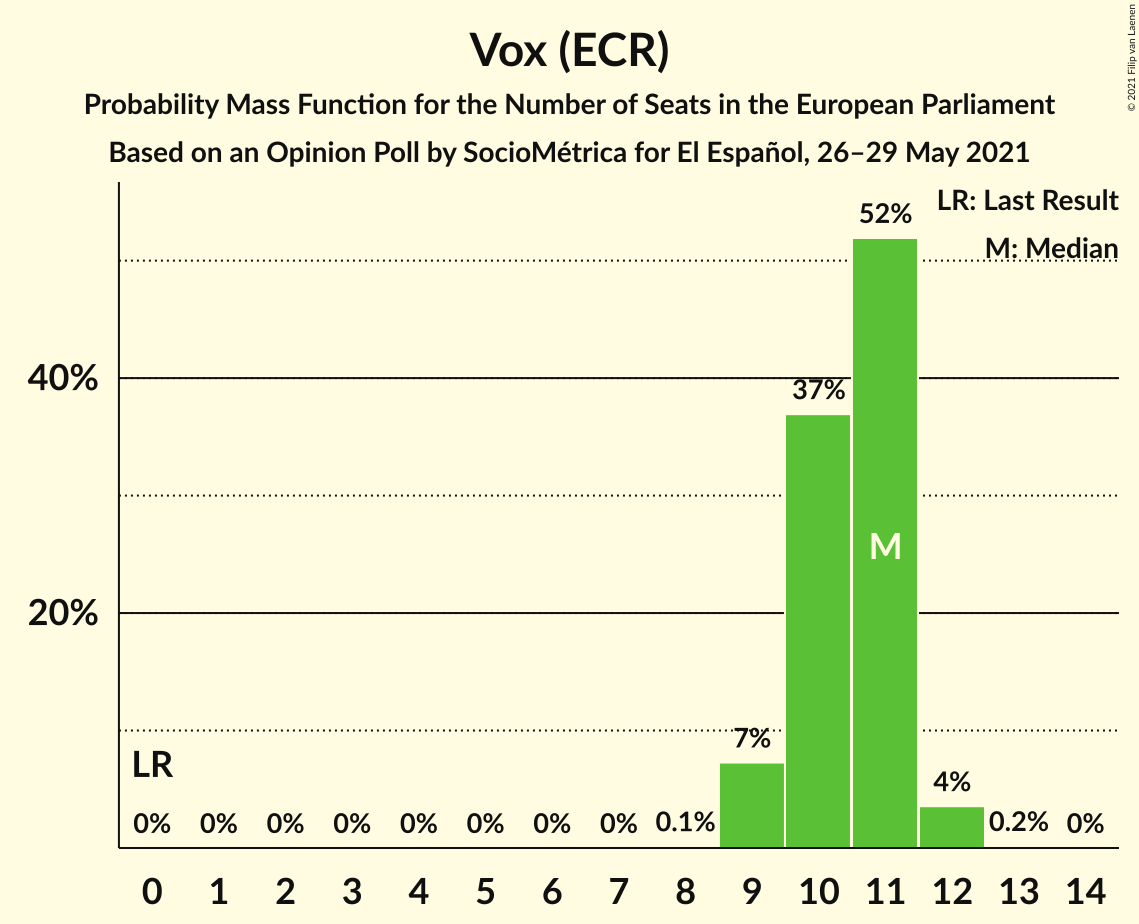 © 2021 Filip van Laenen
Vox (ECR)
Probability Mass Function for the Number of Seats in the European Parliament
Based on an Opinion Poll by SocioMétrica for El Español, 26–29 May 2021
LR: Last Result
M: Median
52%
40%
37%
M
20%
7%
LR
4%
0% 0% 0% 0% 0% 0% 0% 0% 0.1% 0.2% 0%
0 1 2 3 4 5 6 7 8 9 10 11 12 13 14